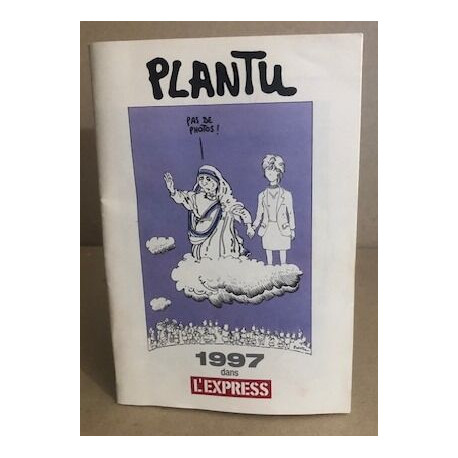 PLANTU
PAS DE
PHOTOS!
1997
dans
L'EXPRESS